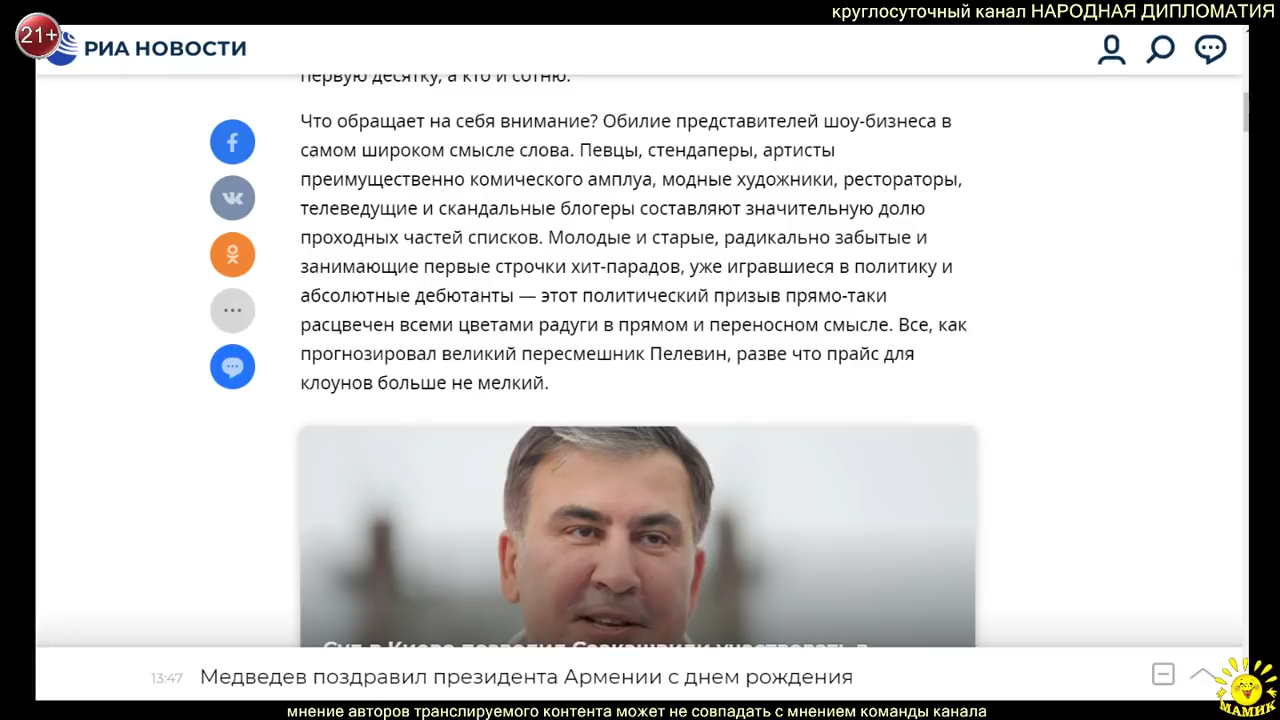 круглосуточный канал НАРОДНАЯ ДИПЛОМАТИЯ
21+
РИА НОВОСТИ
первую десятку, а кто и сотню.
Что обращает на себя внимание? Обилие представителей шоу-бизнеса в
самом широком смысле слова. Певцы, стендаперы, артисты
преимущественно комического амплуа, модные художники, рестораторы,
телеведущие и скандальные блогеры составляют значительную долю
проходных частей списков. Молодые и старые, радикально забытые и
занимающие первые строчки хит-парадов, уже игравшиеся в политику и
абсолютные дебютанты — этот политический призыв прямо-таки
расцвечен всеми цветами радуги в прямом и переносном смысле. Все, как
прогнозировал великий пересмешник Пелевин, разве что прайс для
клоунов больше не мелкий.
Суд в Киеве позволил Саакашвили участвовать в
13:47 Медведев поздравил президента Армении с днем рождения
МАМИК
мнение авторов транслируемого контента может не совпадать с мнением команды канала